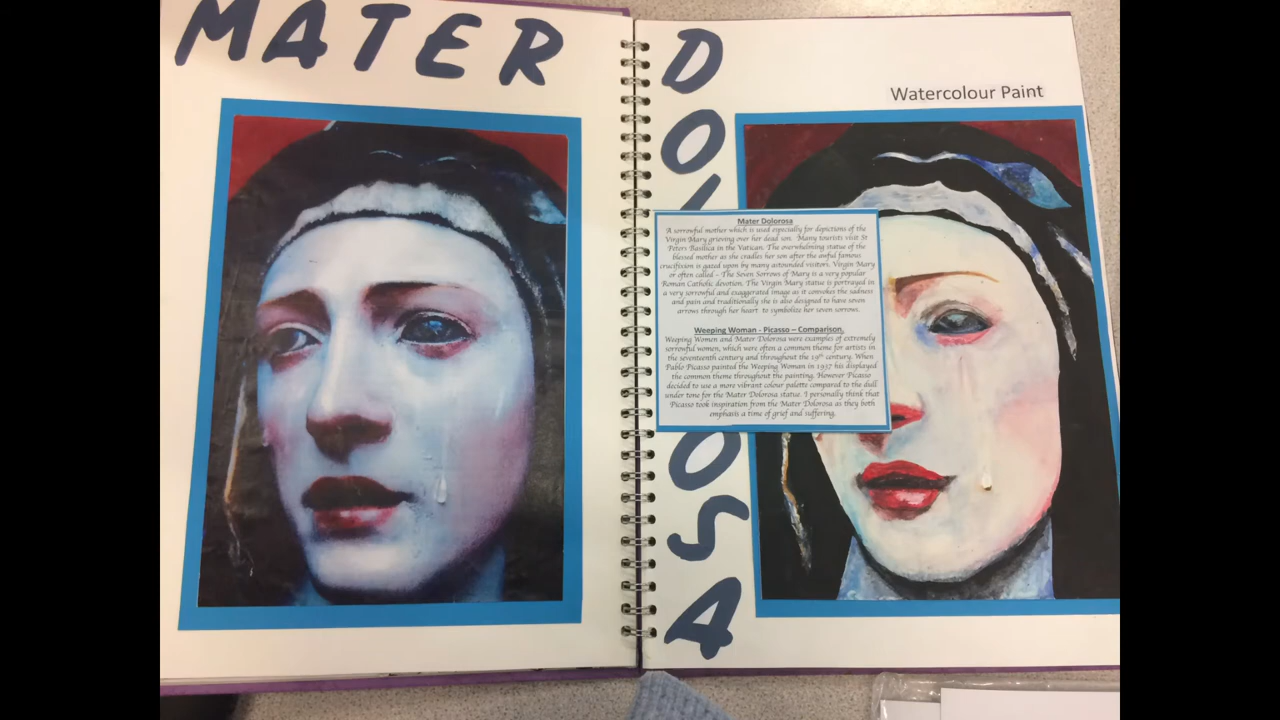 MATER
DOLOSA
Watercolour Paint
Mater Dolorosa
A sorrowful mother which is used especially for depictions of the
Virgin Mary grieving over her dead son. Many tourists visit St
Peters Basilica in the Vatican. The overwhelming statue of the
blessed mother as she cradles her son after the awful famous
crucifixion is gazed upon by many astounded visitors. Virgin Mary
or often called – The Seven Sorrows of Mary is a very popular
Roman Catholic devotion. The Virgin Mary statue is portrayed in
a very sorrowful and exaggerated image as it convokes the sadness
and pain and traditionally she is also designed to have seven
arrows through her heart to symbolize her seven sorrows.
Weeping Woman - Picasso – Comparison.
Weeping Women and Mater Dolorosa were examples of extremely
sorrowful women, which were often a common theme for artists in
the seventeenth century and throughout the 19th century. When
Pablo Picasso painted the Weeping Woman in 1937 his displayed
the common theme throughout the painting. However Picasso
decided to use a more vibrant colour palette compared to the dull
under tone for the Mater Dolorosa statue. I personally think that
Picasso took inspiration from the Mater Dolorosa as they both
emphasis a time of grief and suffering.